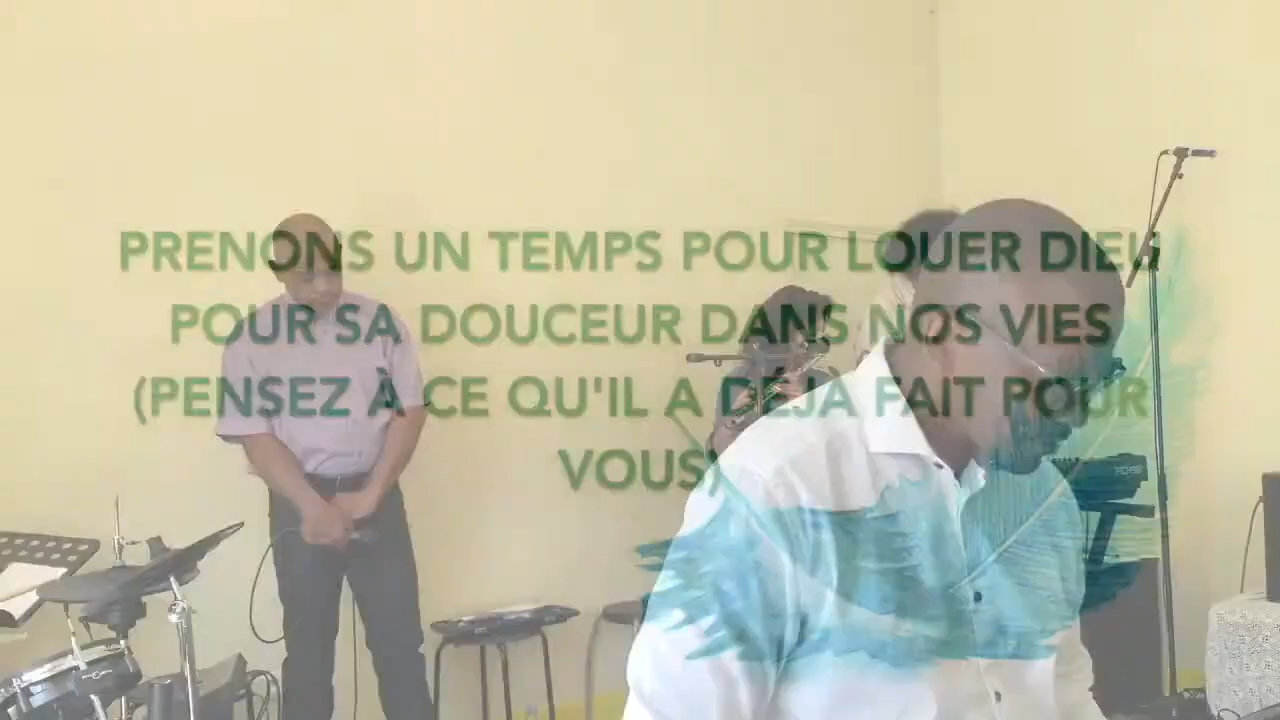 PRENONS UN TEMPS POUR LOUER DIEU
POUR SA DOUCEUR DANS NOS VIES
(PENSEZ À CE QU'IL A DÉJÀ FAIT POUR
VOUS)